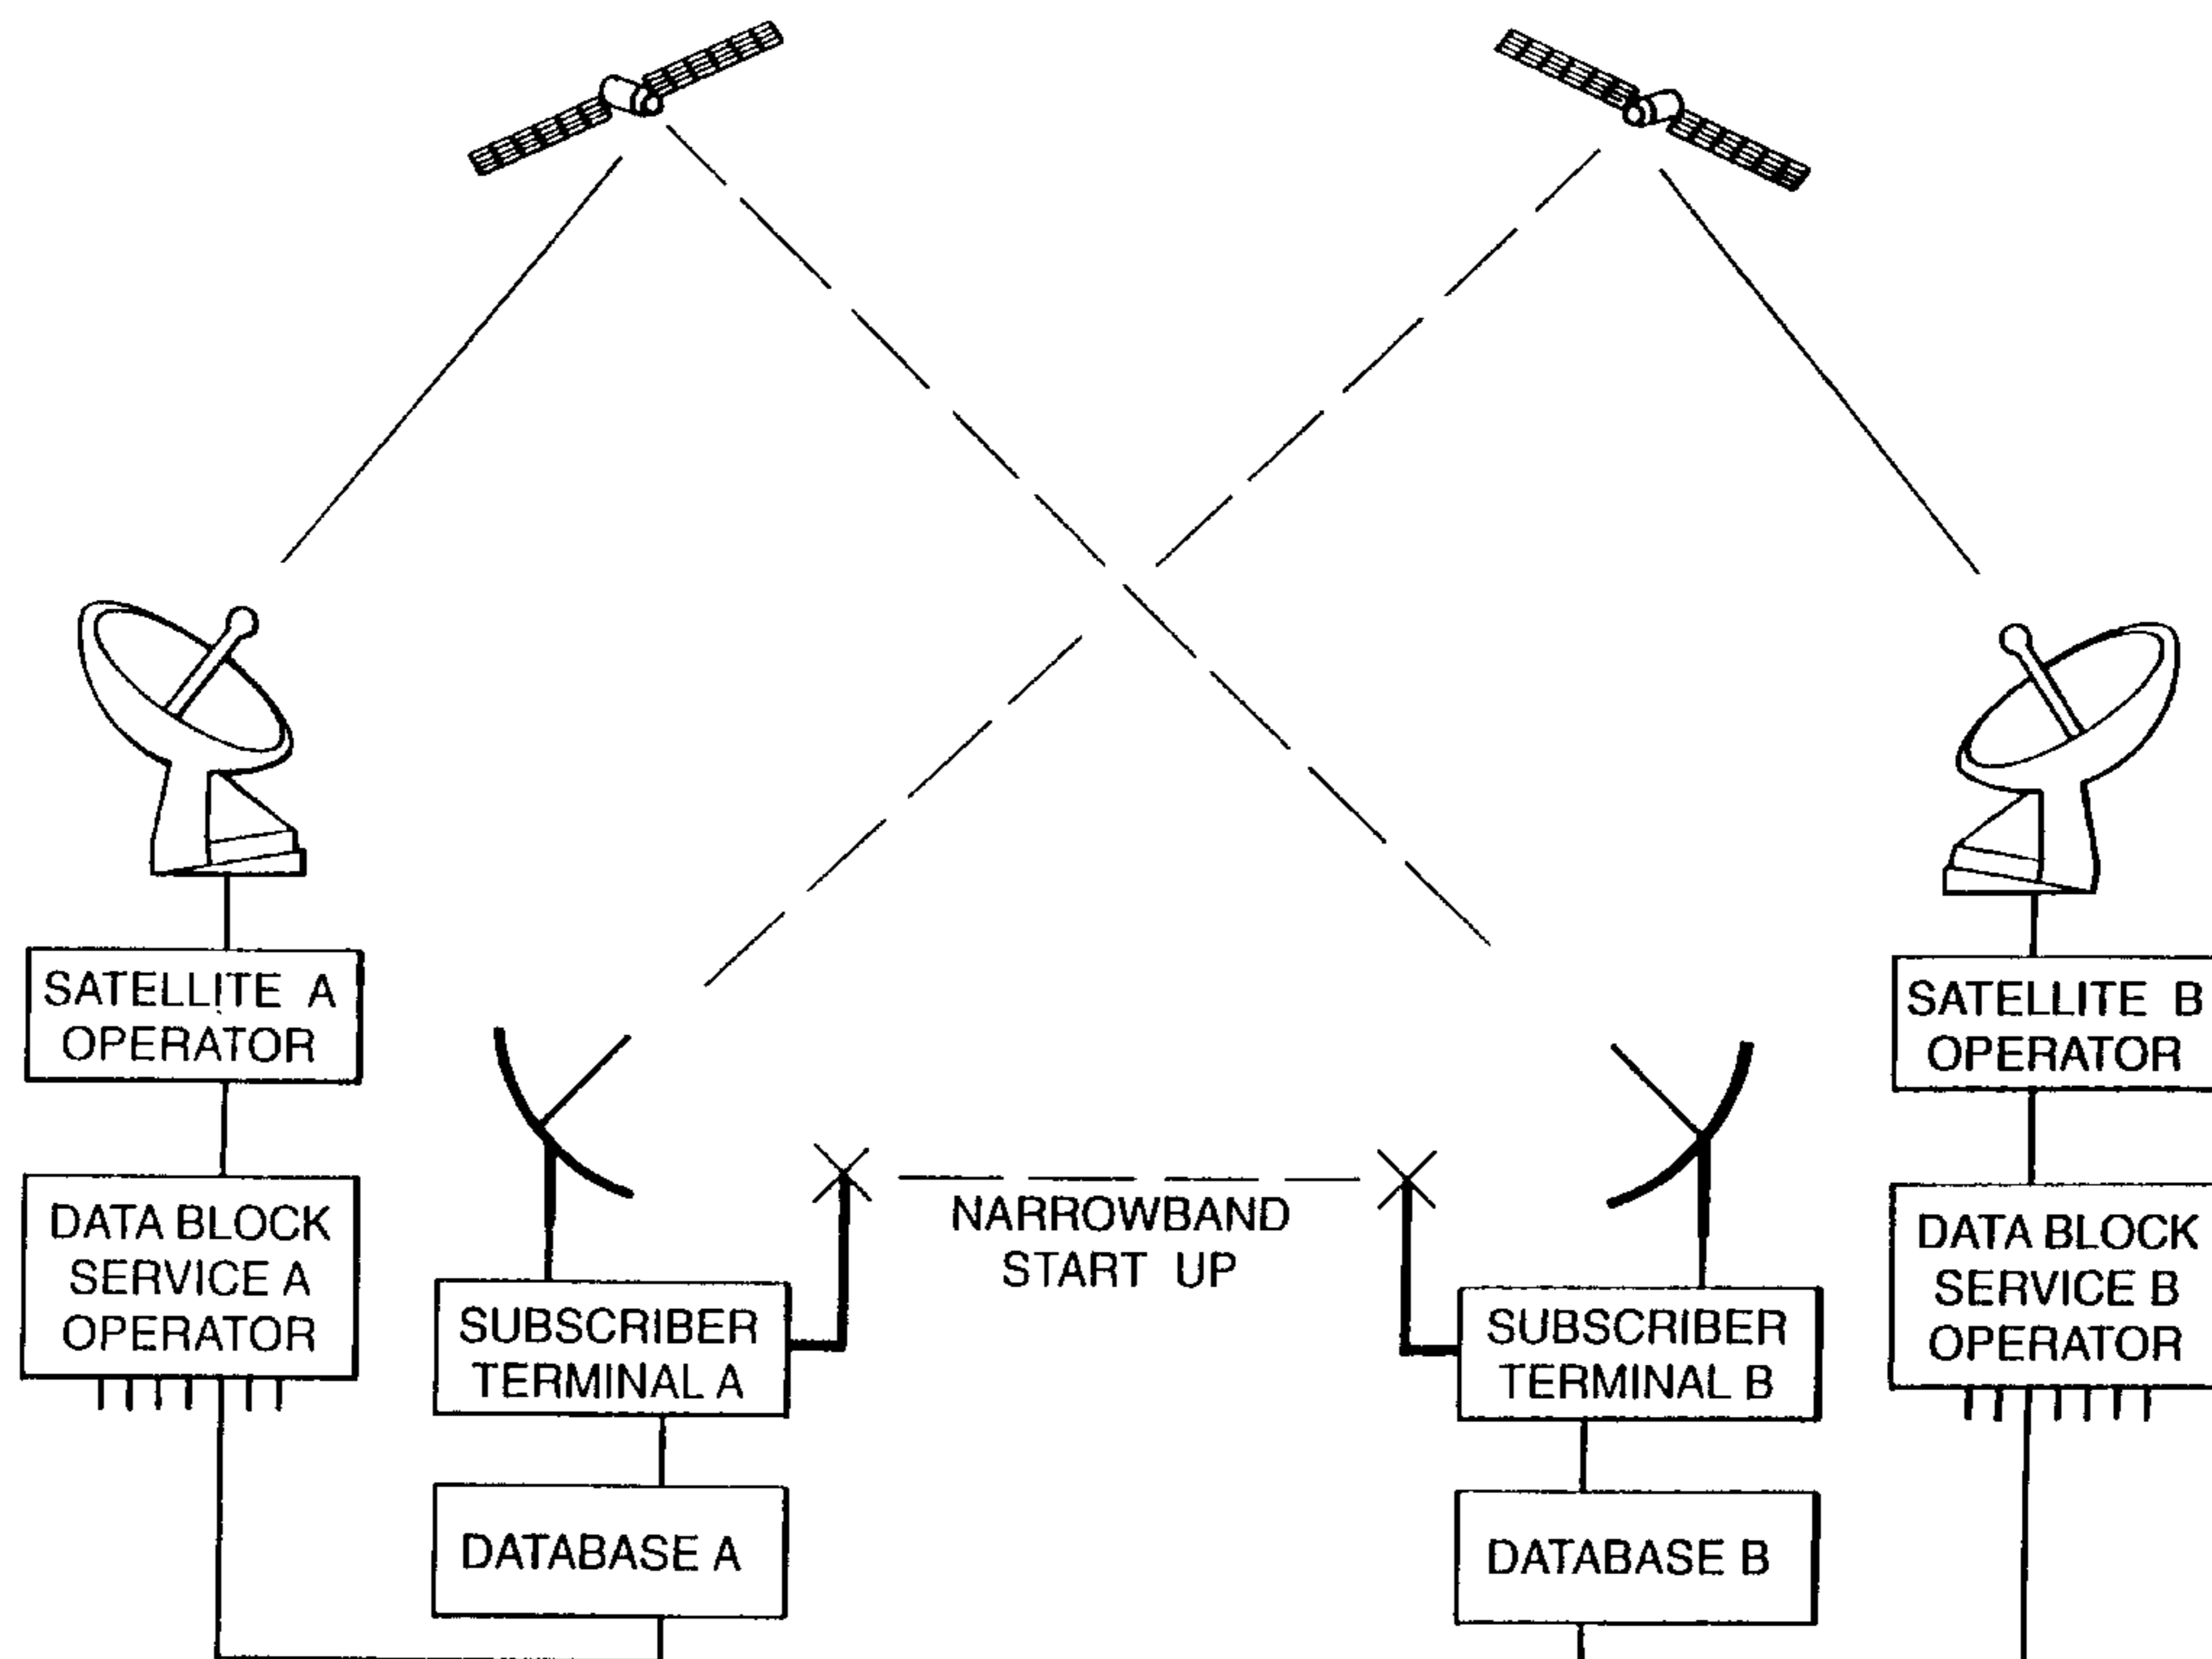 SATELLITE A
OPERATOR
SATELLITE B
OPERATOR
DATA BLOCK
SERVICE A
OPERATOR
NARROWBAND
START UP
DATA BLOCK
SERVICE B
OPERATOR
SUBSCRIBER
TERMINAL A
SUBSCRIBER
TERMINAL B
DATABASE A
DATABASE B